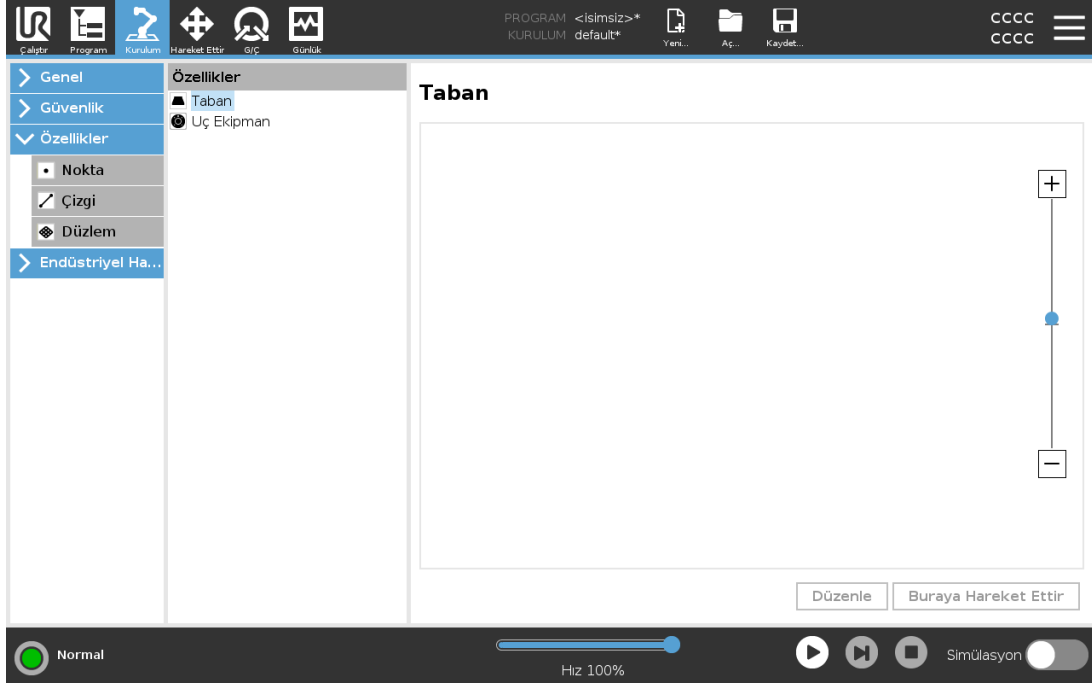 PROGRAM <isimsiz>*
KURULUM default*
CCCC
CCCC
Çalıştır Program Kurulum Hareket Ettir G/Ç Günlük Yeni... Aç... Kaydet...
Genel
Güvenlik
Özellikler
Nokta
Çizgi
Düzlem
Endüstriyel Ha...
Özellikler
Taban
Uç Ekipman
Taban
Düzenle Buraya Hareket Ettir
Normal
Hız 100%
Simülasyon